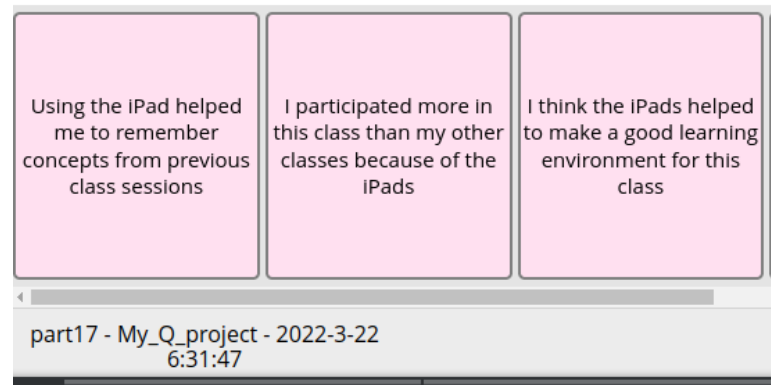 Using the iPad helped
me to remember
concepts from previous
class sessions
I participated more in
this class than my other
classes because of the
iPads
I think the iPads helped
to make a good learning
environment for this
class
part17 - My_Q_project - 2022-3-22
6:31:47